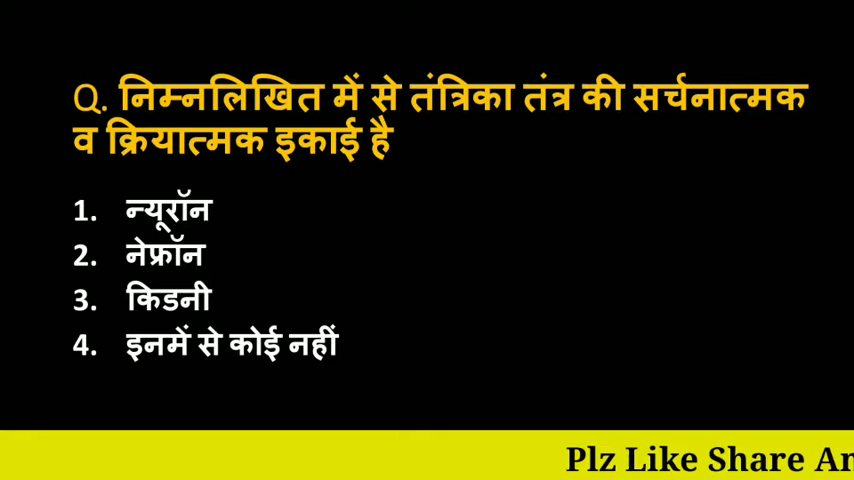 Q. निम्नलिखित में से तंत्रिका तंत्र की सर्चनात्मक
व क्रियात्मक इकाई है
1. न्यूरॉन
2. नेफ्रॉन
3. किडनी
4. इनमें से कोई नहीं
Plz Like Share An